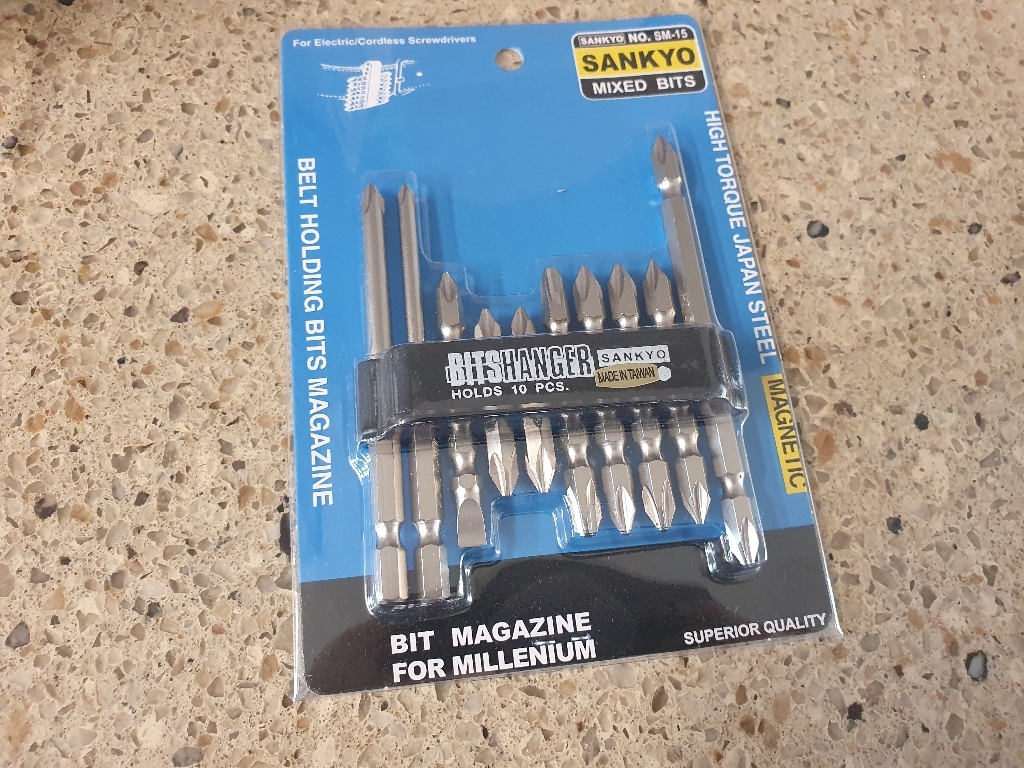 For Electric/Cordless Screwdrivers
SANKYO NO. SM-15
SANKYO
MIXED BITS
BELT HOLDING BITS MAGAZINE
HIGH TORQUE JAPAN STEEL MAGNETIC
BITSHANGER SANKYO
HOLDS 10 PCS. MADE IN TAIWAN
BIT MAGAZINE
FOR MILLENIUM
SUPERIOR QUALITY